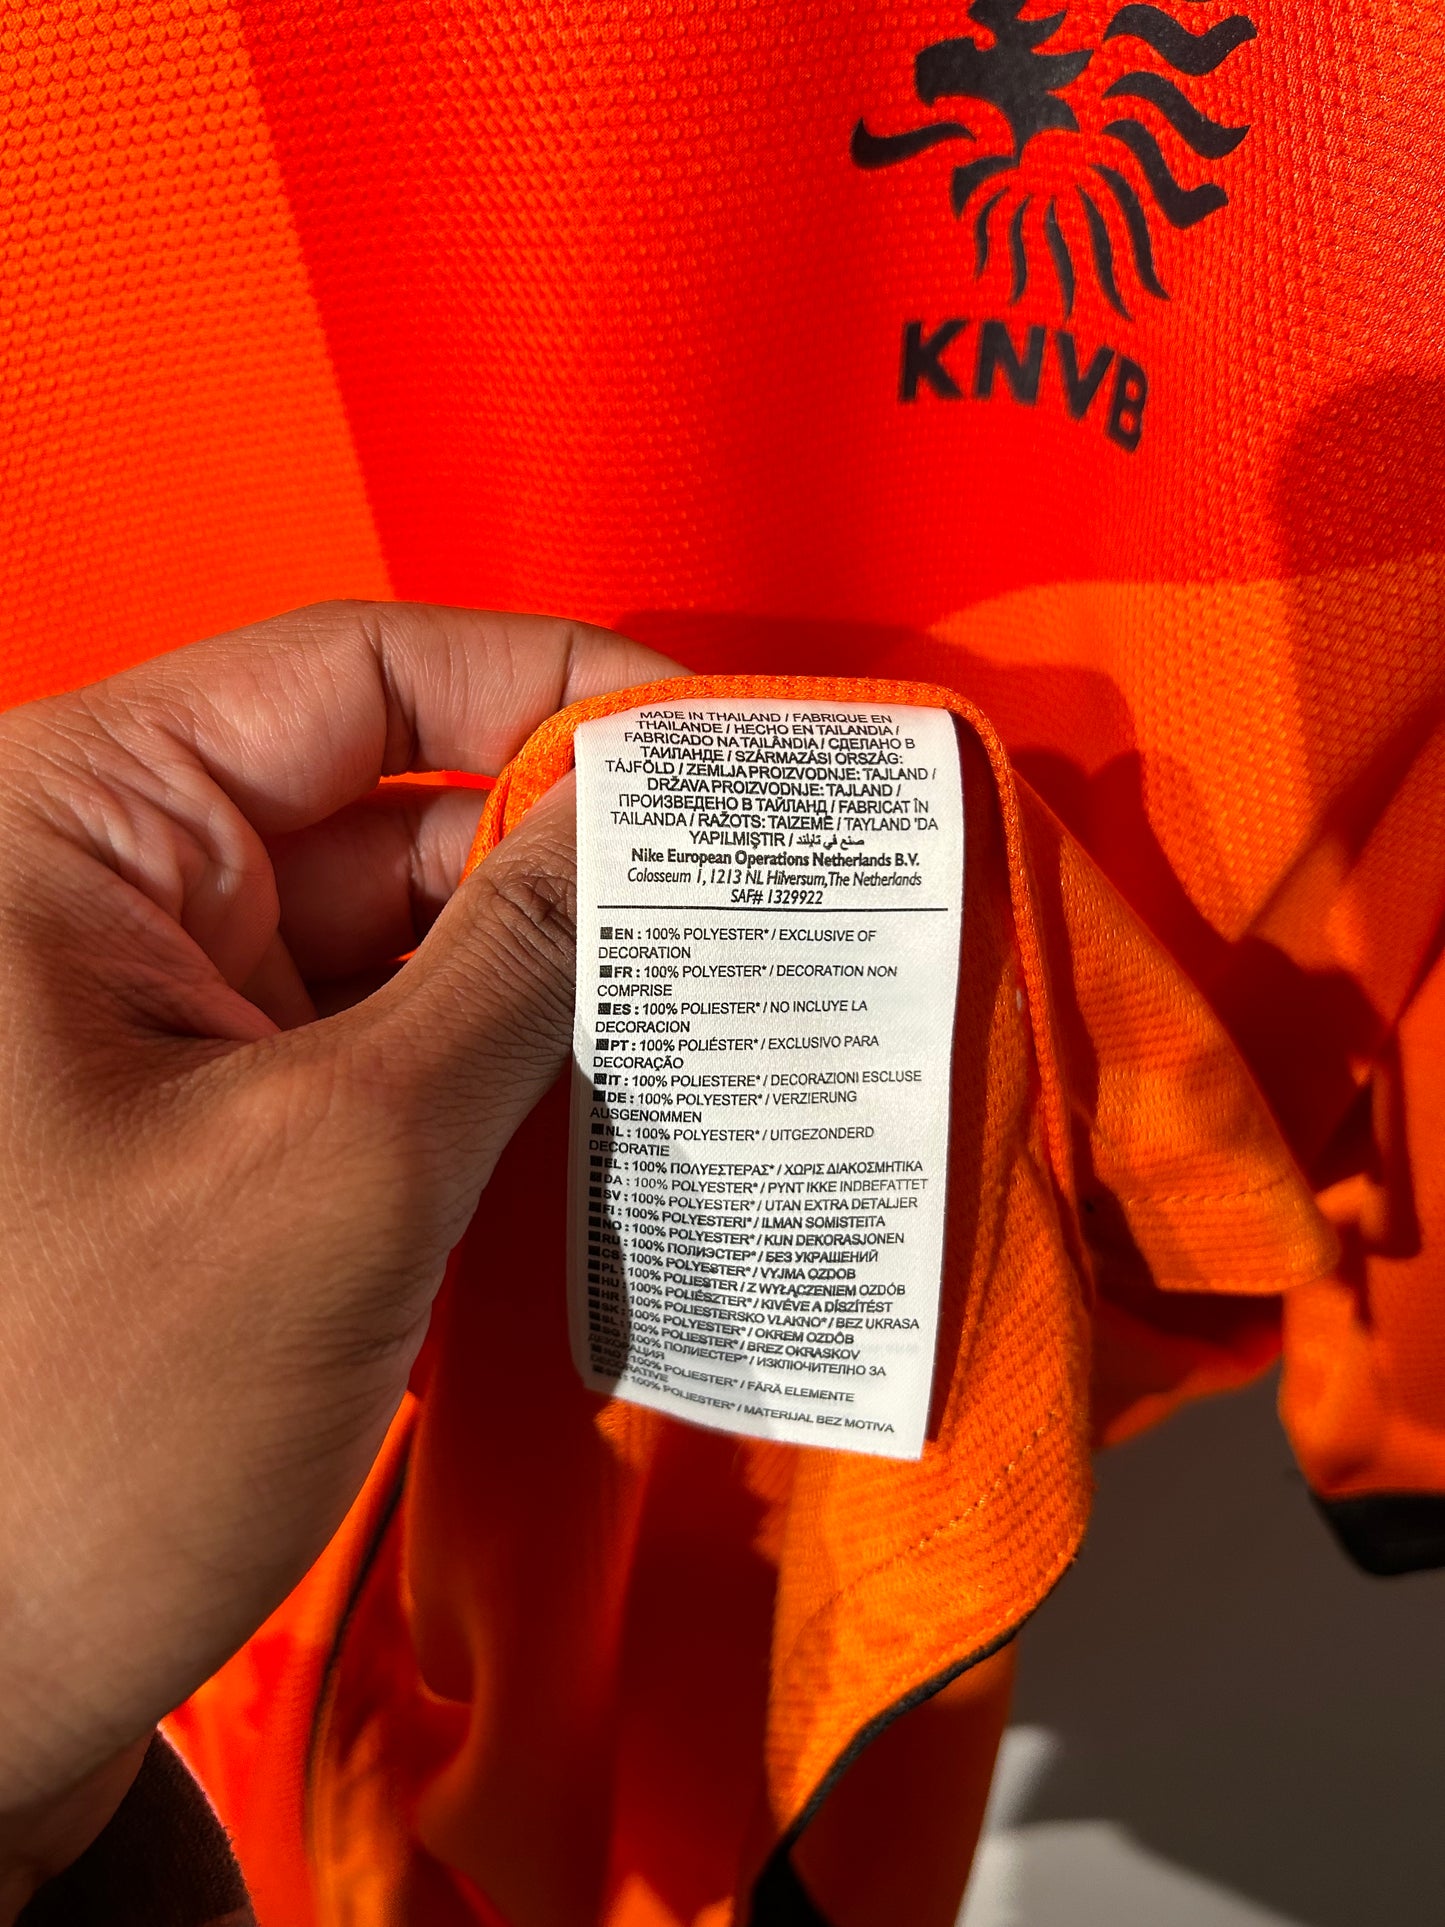 KNVB
MADE IN THAILAND / FABRIQUE EN
THAILANDE / HECHO EN TAILANDIA /
FABRICADO NA TAILÂNDIA / СДЕЛАНО В
ТАИЛАНДЕ / SZÁRMAZÁSI ORSZÁG:
TÁJFÖLD / ZEMLJA PROIZVODNJE: TAJLAND /
DRŽAVA PROIZVODNJE: TAJLAND /
ПРОИЗВЕДЕНО В ТАЙЛАНД / FABRICAT ÎN
TAILANDA / RAŽOTS: TAIZEMĒ / TAYLAND 'DA
YAPILMIŞTIR / صنع في تايلند
Nike European Operations Netherlands B.V.
Colosseum 1, 1213 NL Hilversum, The Netherlands
SAF# 1329922
EN : 100% POLYESTER* / EXCLUSIVE OF
DECORATION
FR : 100% POLYESTER* / DECORATION NON
COMPRISE
ES : 100% POLIESTER* / NO INCLUYE LA
DECORACION
PT : 100% POLIÉSTER* / EXCLUSIVO PARA
DECORAÇÃO
IT : 100% POLIESTERE* / DECORAZIONI ESCLUSE
DE : 100% POLYESTER* / VERZIERUNG
AUSGENOMMEN
NL : 100% POLYESTER* / UITGEZONDERD
DECORATIE
EL : 100% ΠΟΛΥΕΣΤΕΡΑΣ* / ΧΩΡΙΣ ΔΙΑΚΟΣΜΗΤΙΚΑ
DA : 100% POLYESTER* / PYNT IKKE INDBEFATTET
SV : 100% POLYESTER* / UTAN EXTRA DETALJER
FI : 100% POLYESTERI* / ILMAN SOMISTEITA
NO : 100% POLYESTER* / KUN DEKORASJONEN
RU : 100% ПОЛИЭСТЕР* / БЕЗ УКРАШЕНИЙ
CS : 100% POLYESTER* / VYJMA OZDOB
PL : 100% POLIESTER / Z WYŁĄCZENIEM OZDÓB
HU : 100% POLIÉSZTER* / KIVÉVE A DÍSZÍTÉST
HR : 100% POLIESTERSKO VLAKNO* / BEZ UKRASA
SK : 100% POLYESTER* / OKREM OZDÔB
SL : 100% POLIESTER* / BREZ OKRASKOV
BG : 100% ПОЛИЕСТЕР* / ИЗКЛЮЧИТЕЛНО ЗА
ДЕКОРАЦИЯ
RO : 100% POLIESTER* / FĂRĂ ELEMENTE
DECORATIVE
SR : 100% POLIESTER* / MATERIJAL BEZ MOTIVA